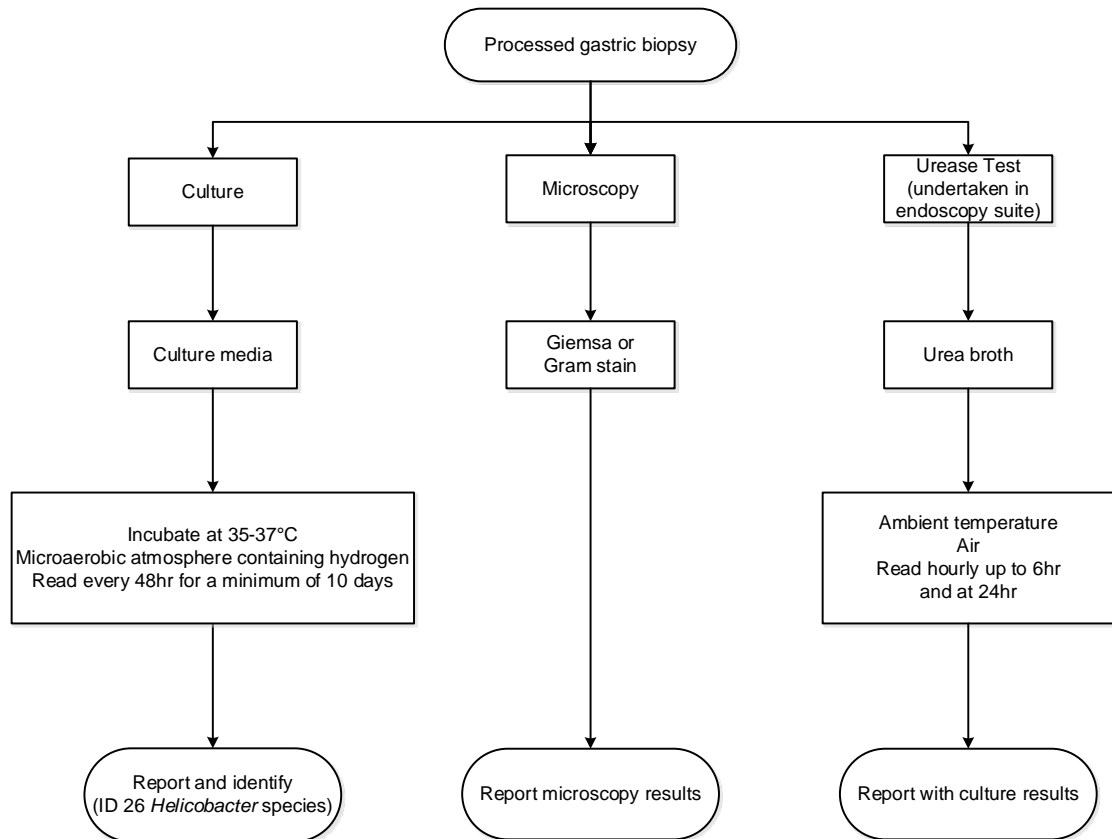 Processed gastric biopsy
Culture
Microscopy
Urease Test
(undertaken in
endoscopy suite)
Culture media
Giemsa or
Gram stain
Urea broth
Incubate at 35-37°C
Microaerobic atmosphere containing hydrogen
Read every 48hr for a minimum of 10 days
Ambient temperature
Air
Read hourly up to 6hr
and at 24hr
Report and identify
(ID 26 Helicobacter species)
Report microscopy results
Report with culture results